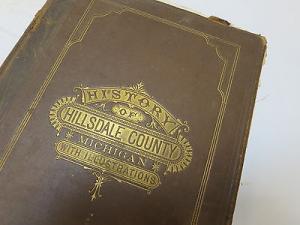 HISTORY
OF
HILLSDALE COUNTY
MICHIGAN
WITH ILLUSTRATIONS